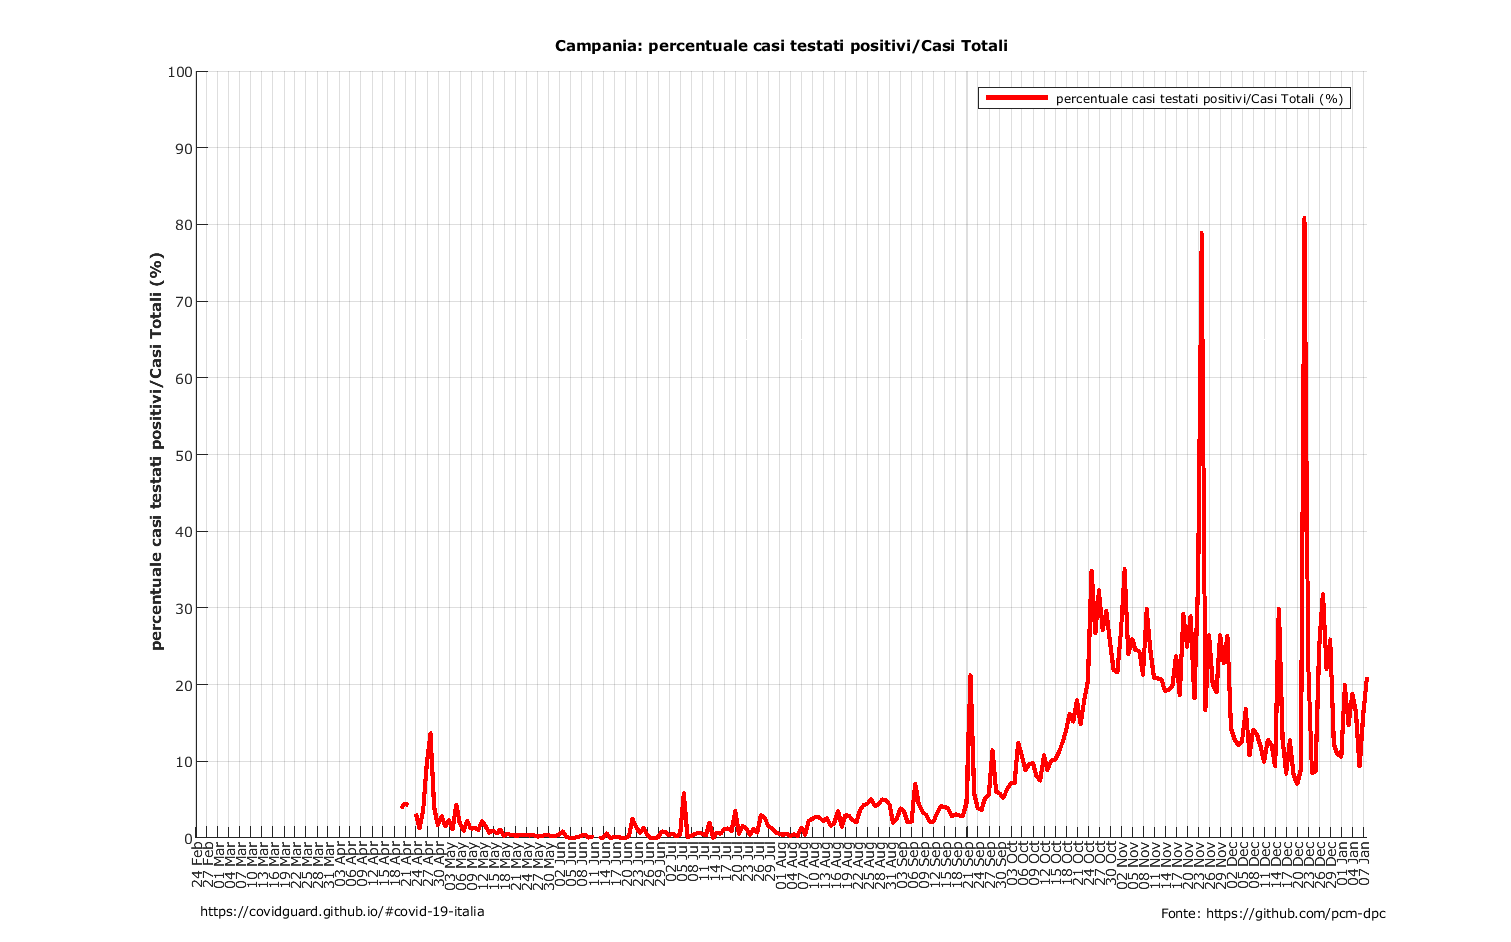 Campania: percentuale casi testati positivi/Casi Totali
percentuale casi testati positivi/Casi Totali (%)
percentuale casi testati positivi/Casi Totali (%)
100
90
80
70
60
50
40
30
20
10
0
24 Feb
27 Feb
01 Mar
04 Mar
07 Mar
10 Mar
13 Mar
16 Mar
19 Mar
22 Mar
25 Mar
28 Mar
31 Mar
03 Apr
06 Apr
09 Apr
12 Apr
15 Apr
18 Apr
21 Apr
24 Apr
27 Apr
30 Apr
03 May
06 May
09 May
12 May
15 May
18 May
21 May
24 May
27 May
30 May
02 Jun
05 Jun
08 Jun
11 Jun
14 Jun
17 Jun
20 Jun
23 Jun
26 Jun
29 Jun
02 Jul
05 Jul
08 Jul
11 Jul
14 Jul
17 Jul
20 Jul
23 Jul
26 Jul
29 Jul
01 Aug
04 Aug
07 Aug
10 Aug
13 Aug
16 Aug
19 Aug
22 Aug
25 Aug
28 Aug
31 Aug
03 Sep
06 Sep
09 Sep
12 Sep
15 Sep
18 Sep
21 Sep
24 Sep
27 Sep
30 Sep
03 Oct
06 Oct
09 Oct
12 Oct
15 Oct
18 Oct
21 Oct
24 Oct
27 Oct
30 Oct
02 Nov
05 Nov
08 Nov
11 Nov
14 Nov
17 Nov
20 Nov
23 Nov
26 Nov
29 Nov
02 Dec
05 Dec
08 Dec
11 Dec
14 Dec
17 Dec
20 Dec
23 Dec
26 Dec
29 Dec
01 Jan
04 Jan
07 Jan
https://covidguard.github.io/#covid-19-italia
Fonte: https://github.com/pcm-dpc